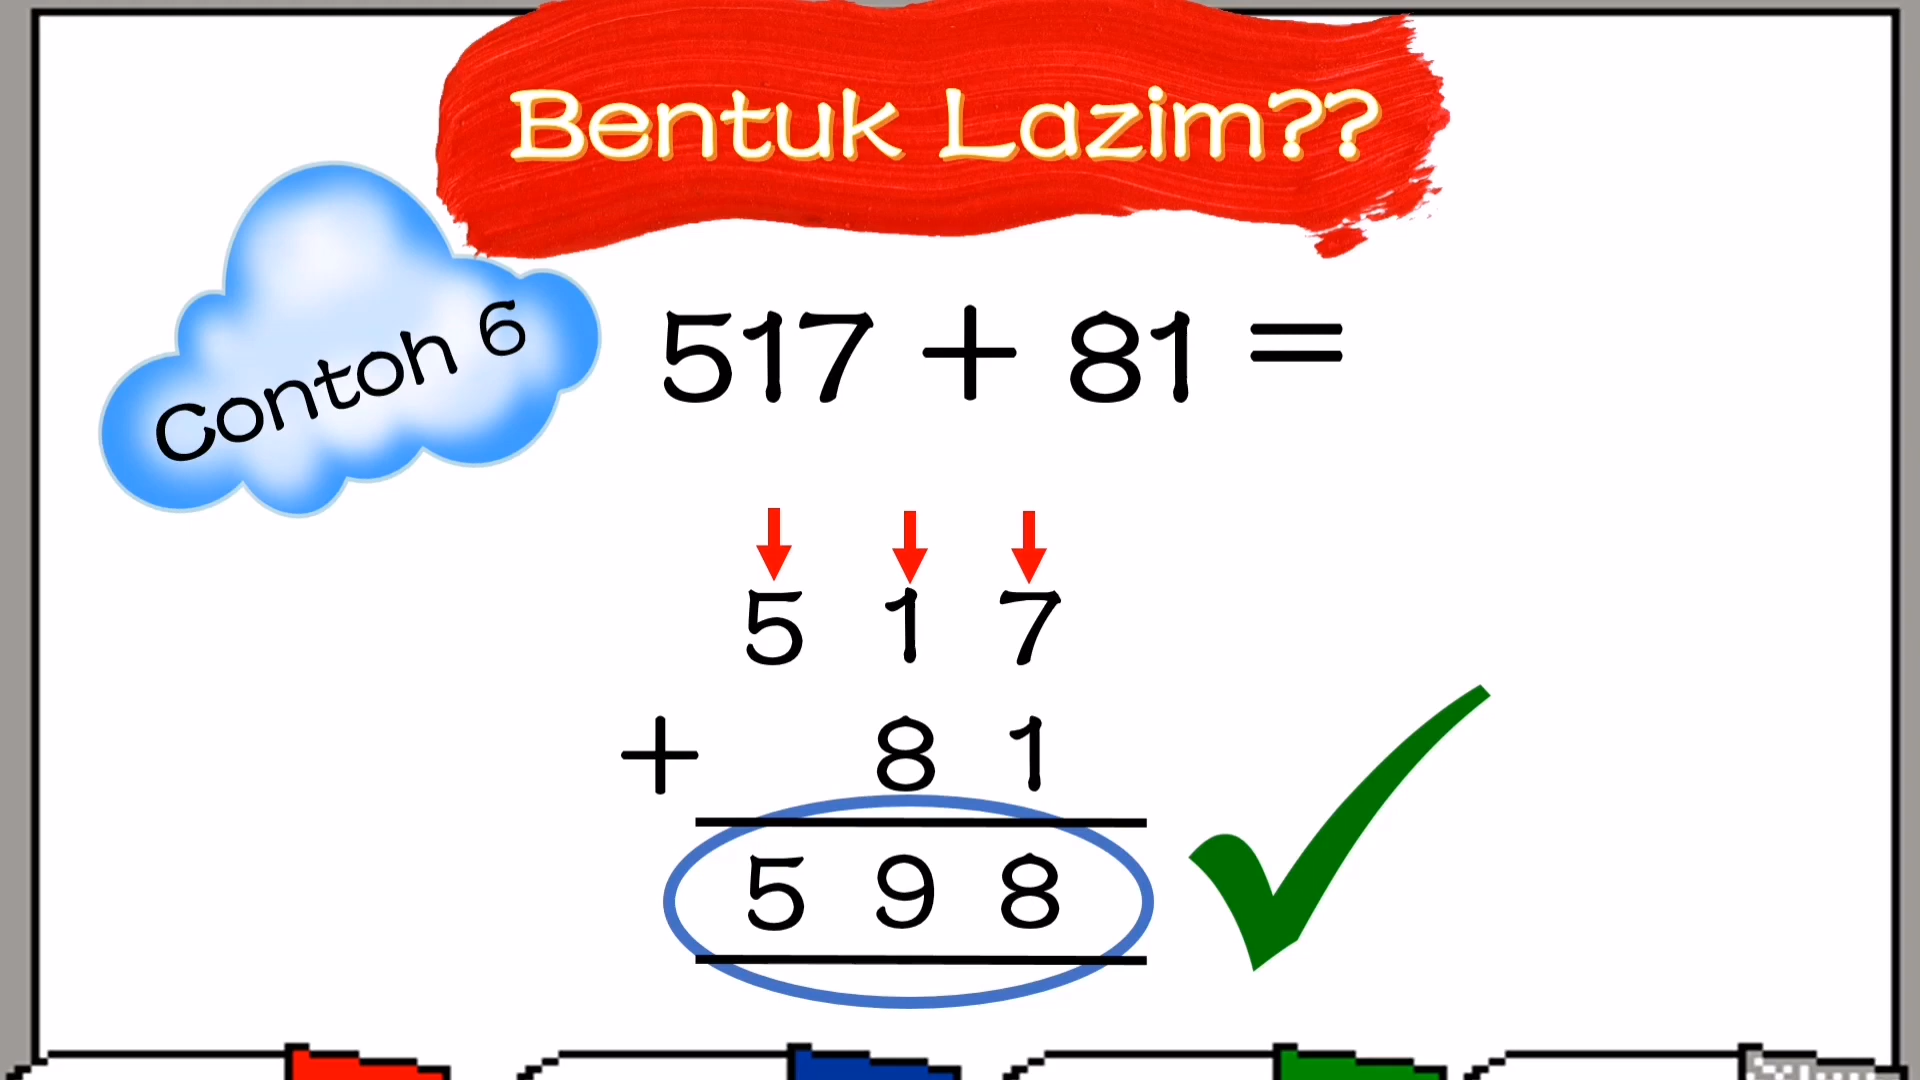 Bentuk Lazim??
Contoh 6
517 + 81 =
5 1 7
+ 8 1
5 9 8